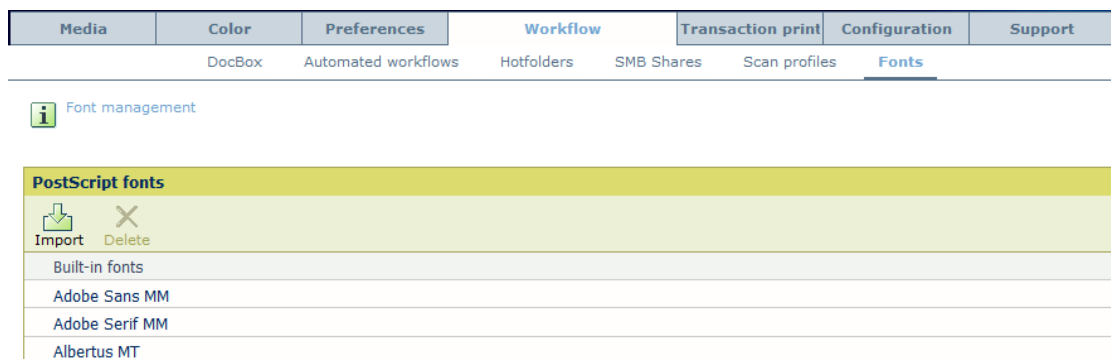 Media Color Preferences Workflow Transaction print Configuration Support
DocBox Automated workflows Hotfolders SMB Shares Scan profiles Fonts
i Font management
PostScript fonts
Import Delete
Built-in fonts
Adobe Sans MM
Adobe Serif MM
Albertus MT